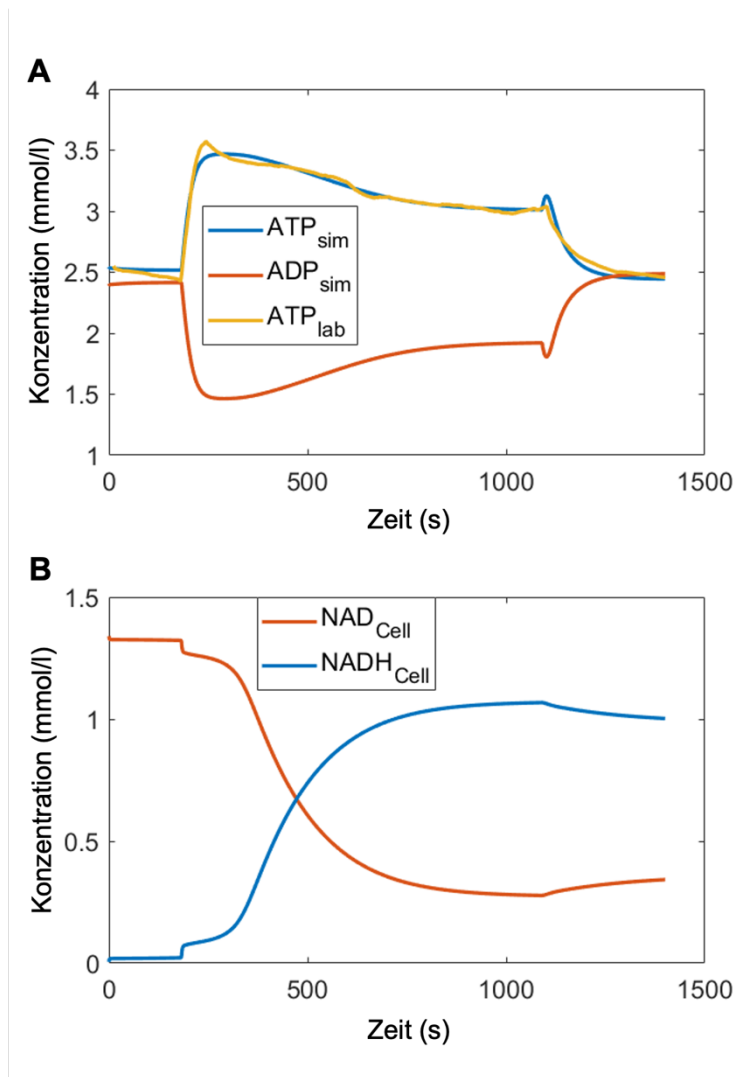 A
Konzentration (mmol/l)
4
3.5
3
2.5
2
1.5
1
ATPsim
ADPsim
ATPlab
0
500
1000
1500
Zeit (s)
B
Konzentration (mmol/l)
1.5
1
0.5
0
NADCell
NADHCell
0
500
1000
1500
Zeit (s)